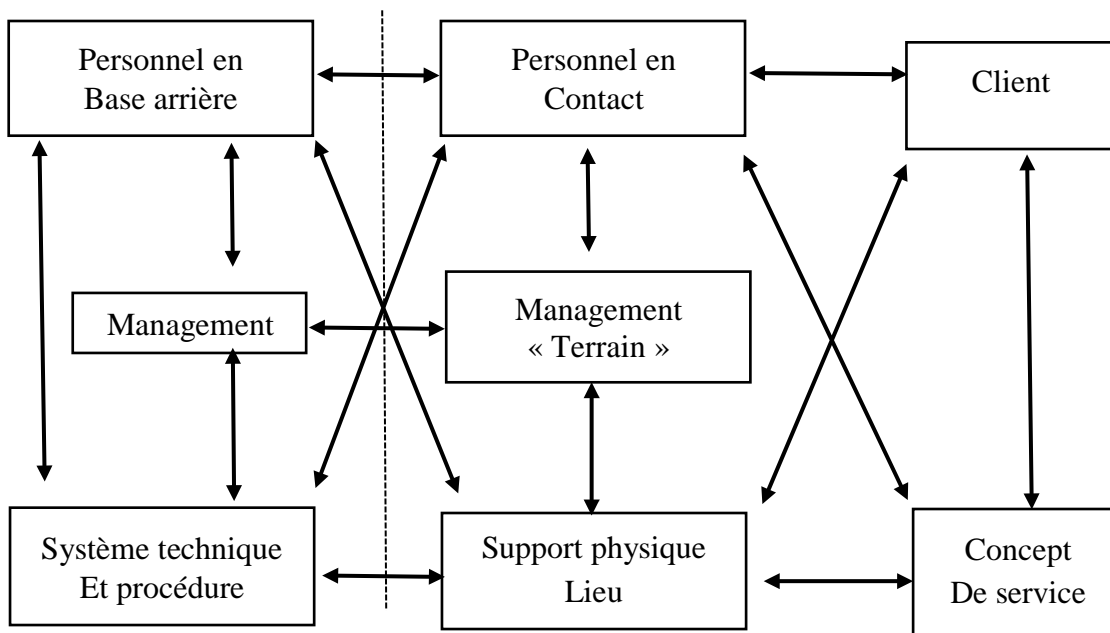 Personnel en
Base arrière
Personnel en
Contact
Client
Management
Management
« Terrain »
Système technique
Et procédure
Support physique
Lieu
Concept
De service